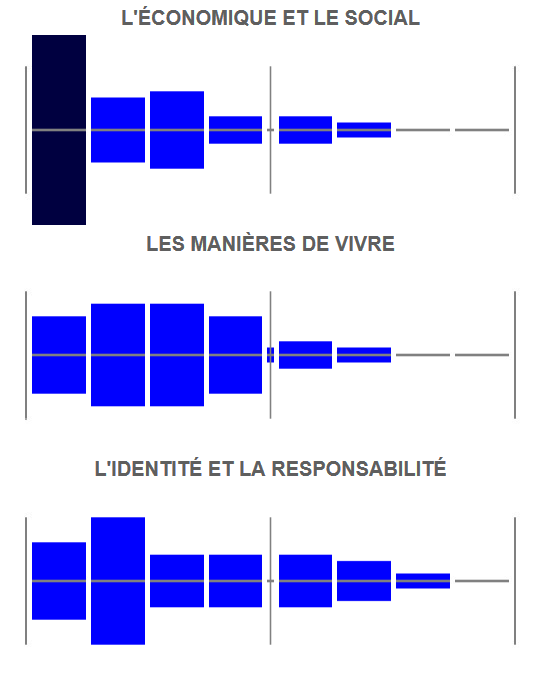 L'ÉCONOMIQUE ET LE SOCIAL
LES MANIÈRES DE VIVRE
L'IDENTITÉ ET LA RESPONSABILITÉ